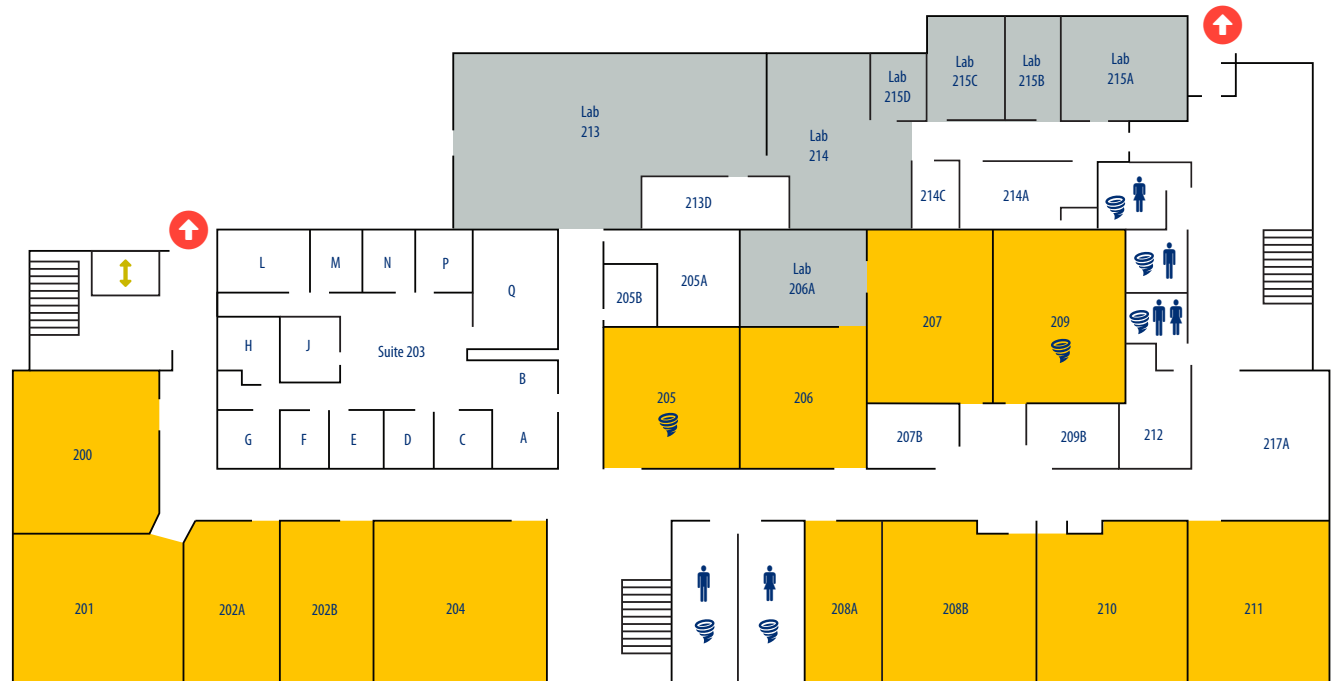 Lab
215C
Lab
215B
Lab
215A
Lab
215D
Lab
213
Lab
214
213D
214C
214A
L
M
N
P
Q
205B
205A
Lab
206A
207
209
H
J
Suite 203
B
G
F
E
D
C
A
205
206
207B
209B
212
217A
200
201
202A
202B
204
208A
208B
210
211